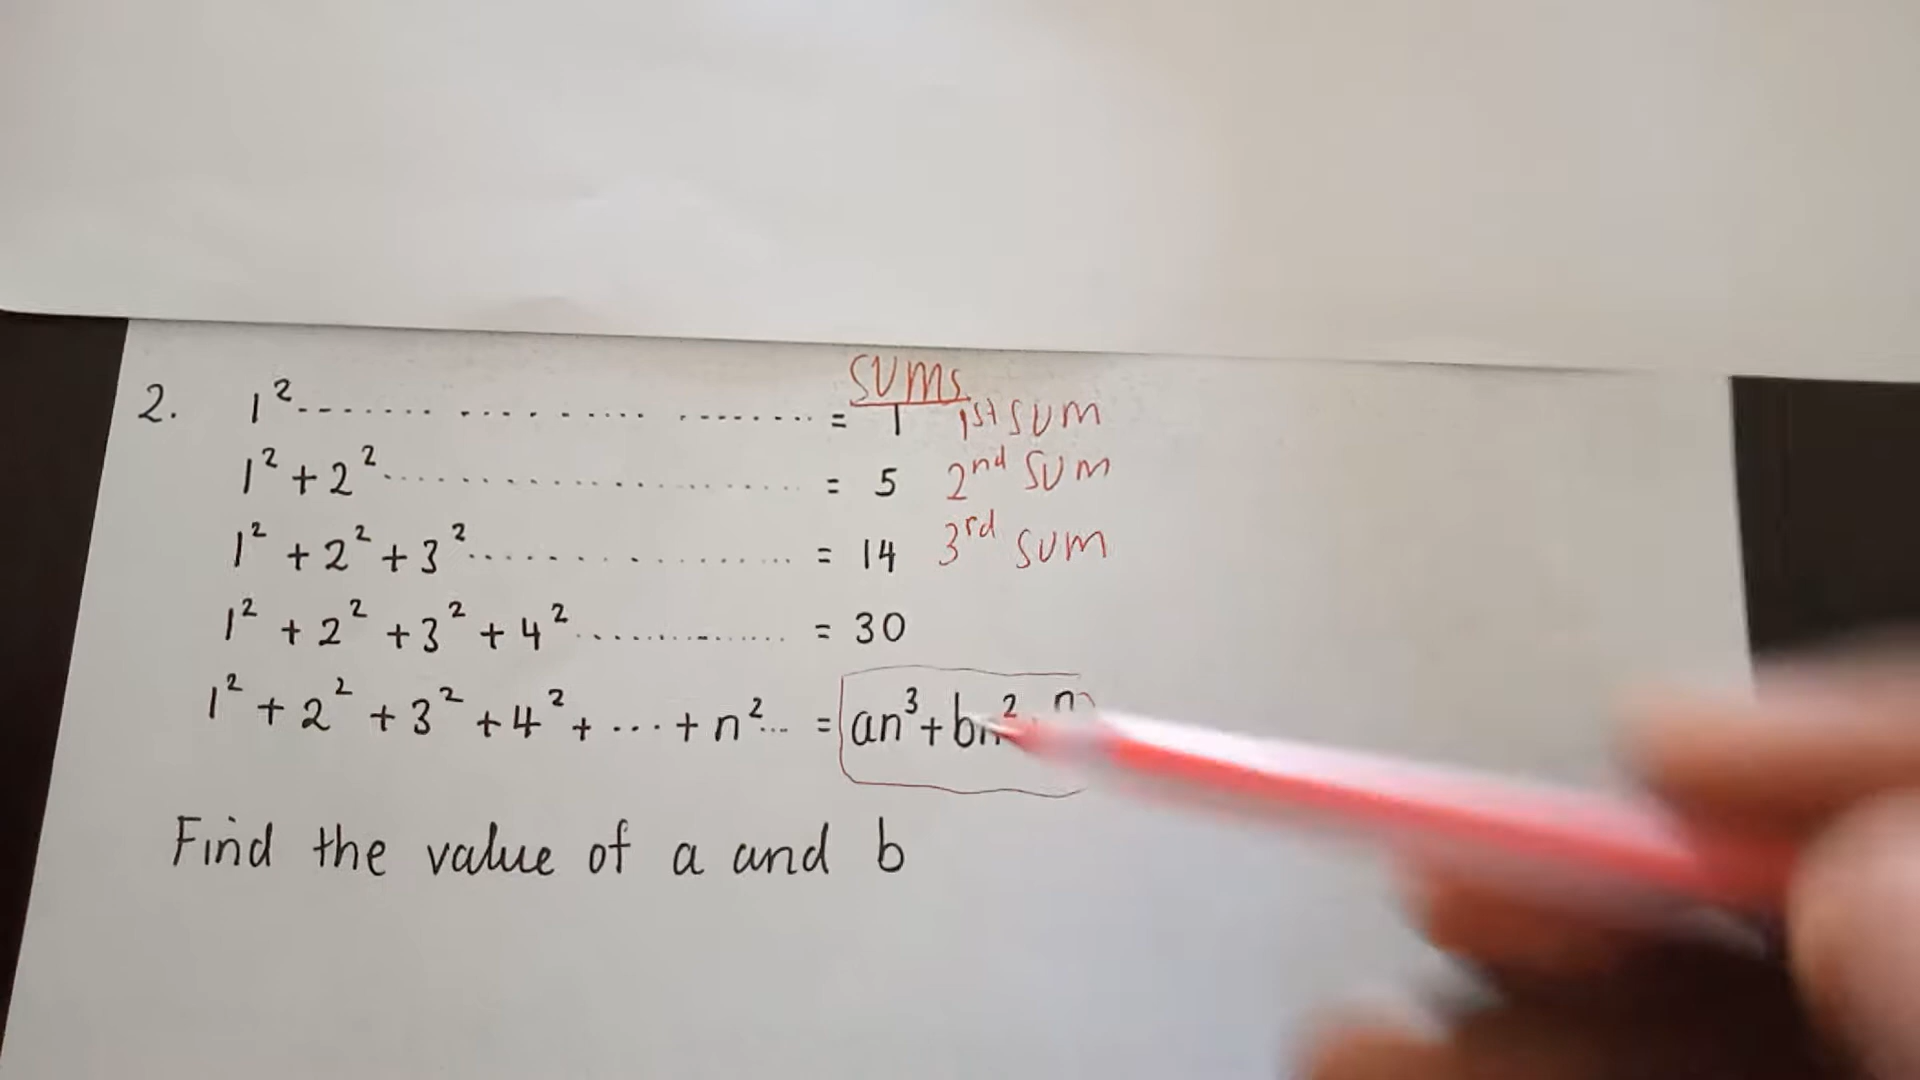 SUMS
2. 1².................... = 1 1st SUM
1² + 2².................... = 5 2nd SUM
1² + 2² + 3².................... = 14 3rd SUM
1² + 2² + 3² + 4².............. = 30
1² + 2² + 3² + 4² + ... + n²... = an³ + bn² n
Find the value of a and b